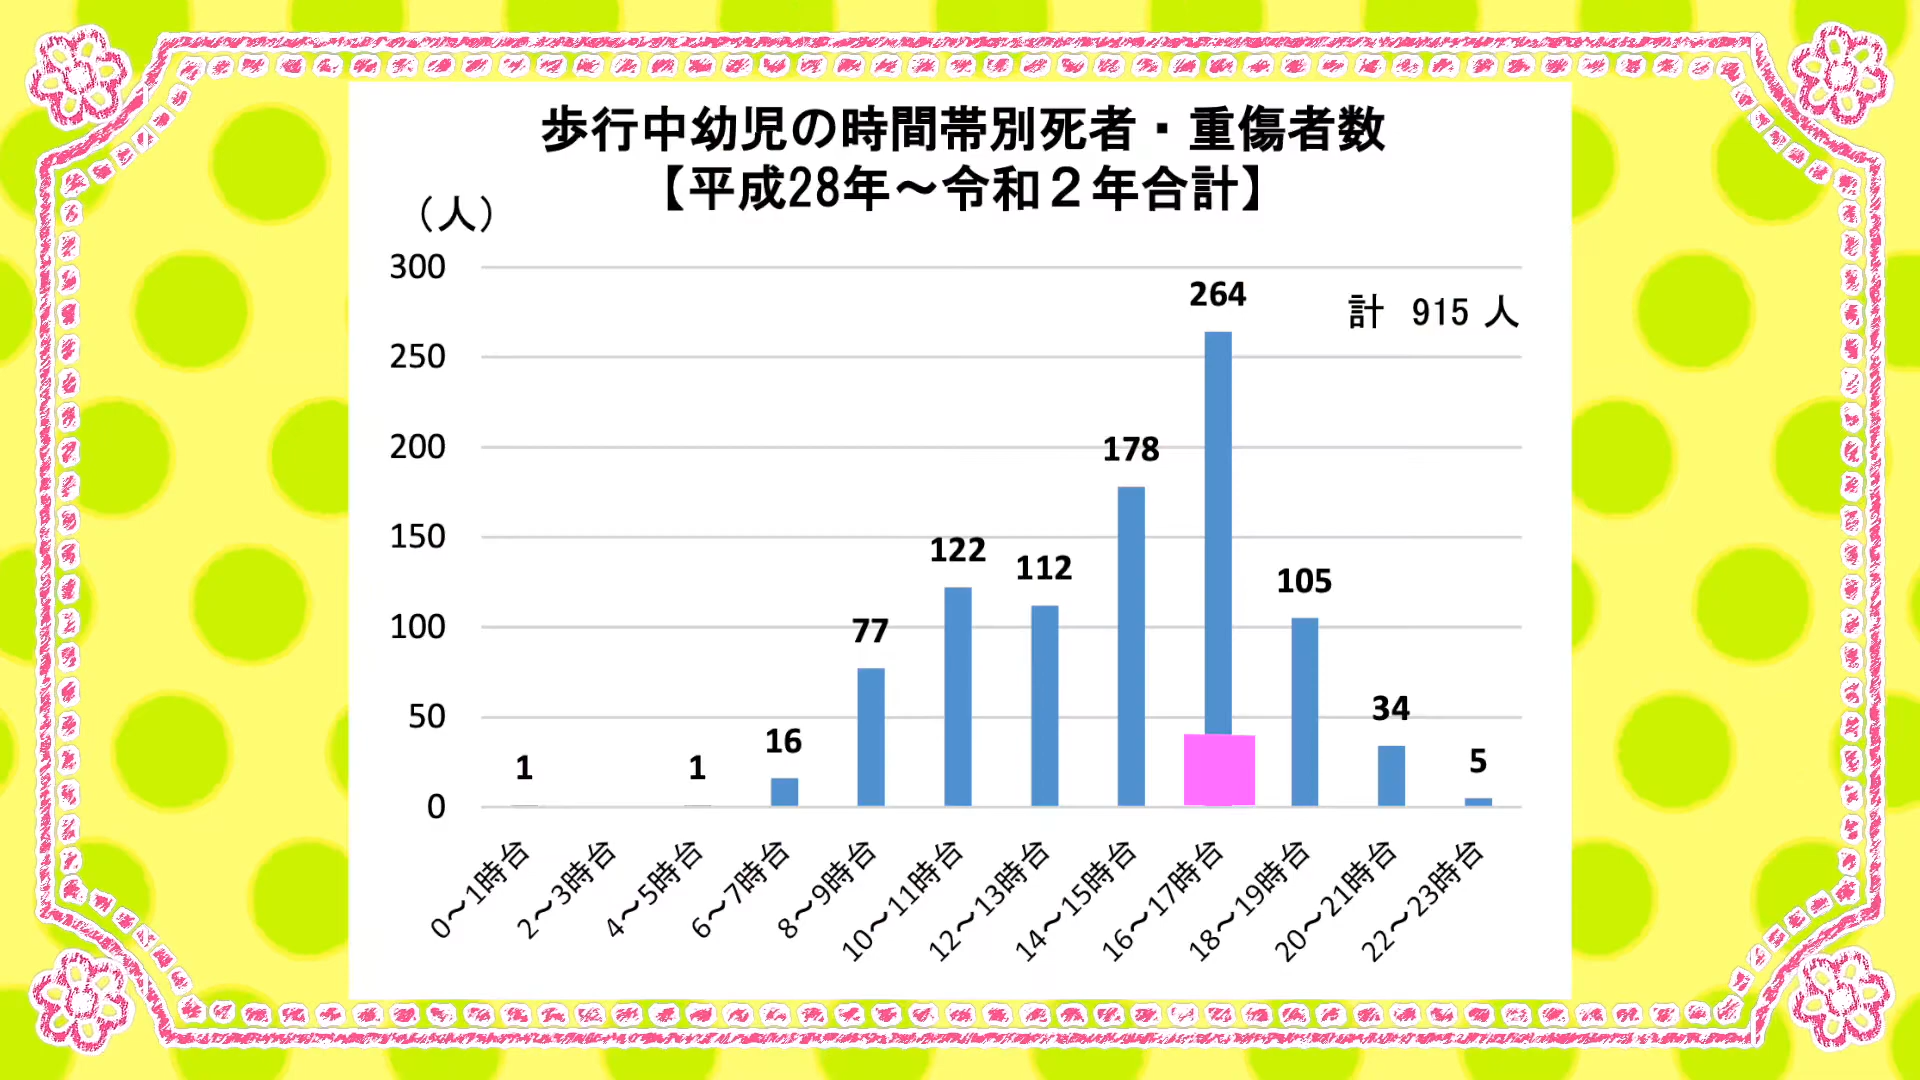 歩行中幼児の時間帯別死者・重傷者数
【平成28年～令和２年合計】
（人）
計 915 人
300
250
200
150
100
50
0
1
1
16
77
122
112
178
264
105
34
5
0～1時台
2～3時台
4～5時台
6～7時台
8～9時台
10～11時台
12～13時台
14～15時台
16～17時台
18～19時台
20～21時台
22～23時台